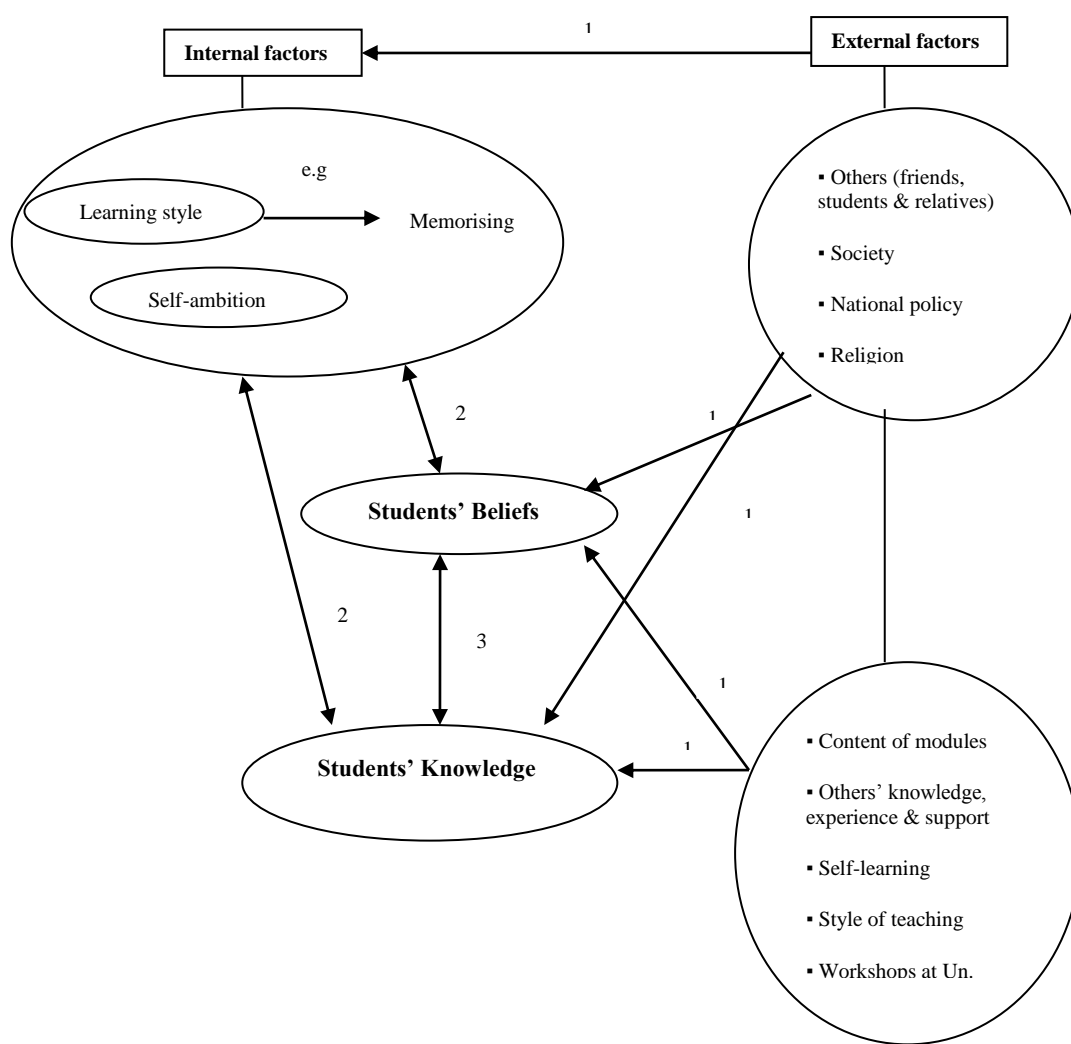 1
Internal factors
External factors
e.g
Learning style
Memorising
Self-ambition
▪ Others (friends,
students & relatives)
▪ Society
▪ National policy
▪ Religion
2
1
Students’ Beliefs
1
2
3
1
1
Students’ Knowledge
▪ Content of modules
▪ Others’ knowledge,
experience & support
▪ Self-learning
▪ Style of teaching
▪ Workshops at Un.